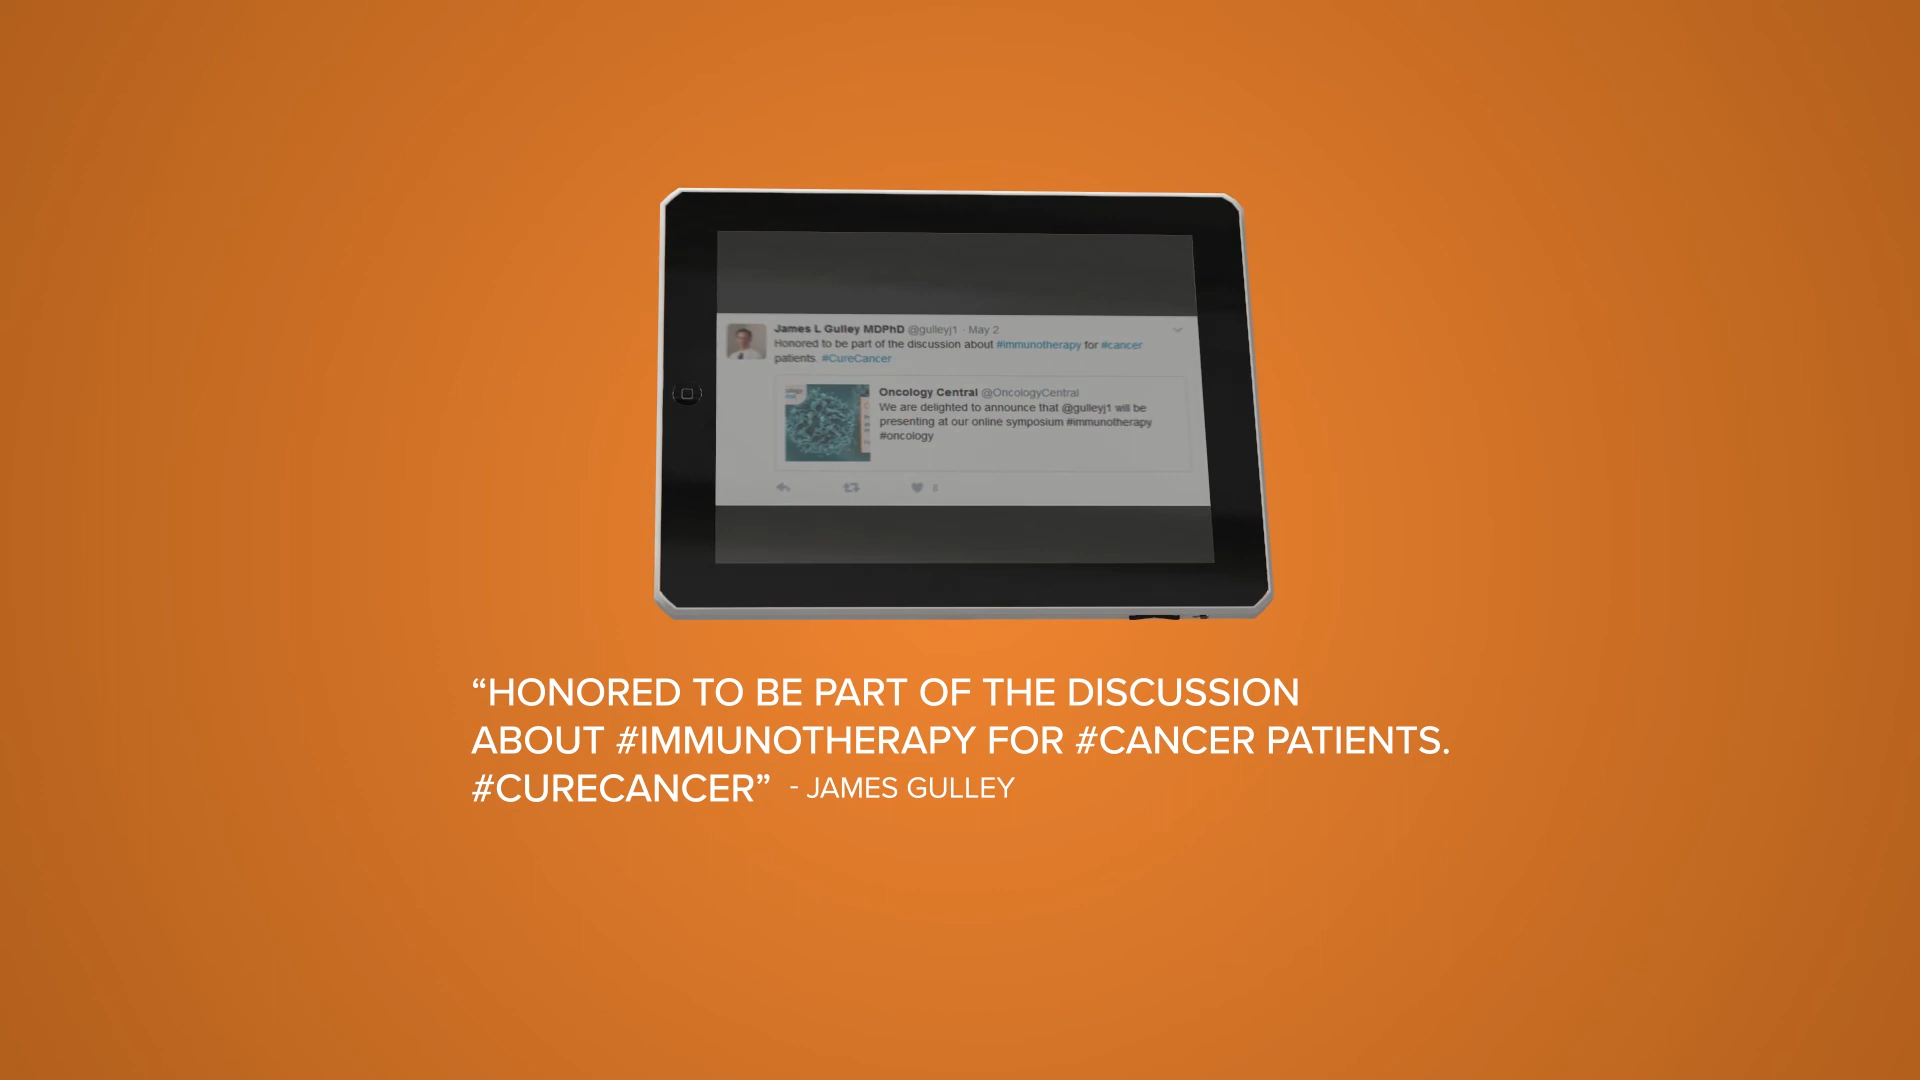 James L Gulley MDPhD @gulleyj1 · May 2
Honored to be part of the discussion about #immunotherapy for #cancer
patients. #CureCancer
Oncology Central @OncologyCentral
We are delighted to announce that @gulleyj1 will be
presenting at our online symposium #immunotherapy
#oncology
8
“HONORED TO BE PART OF THE DISCUSSION
ABOUT #IMMUNOTHERAPY FOR #CANCER PATIENTS.
#CURECANCER” - JAMES GULLEY